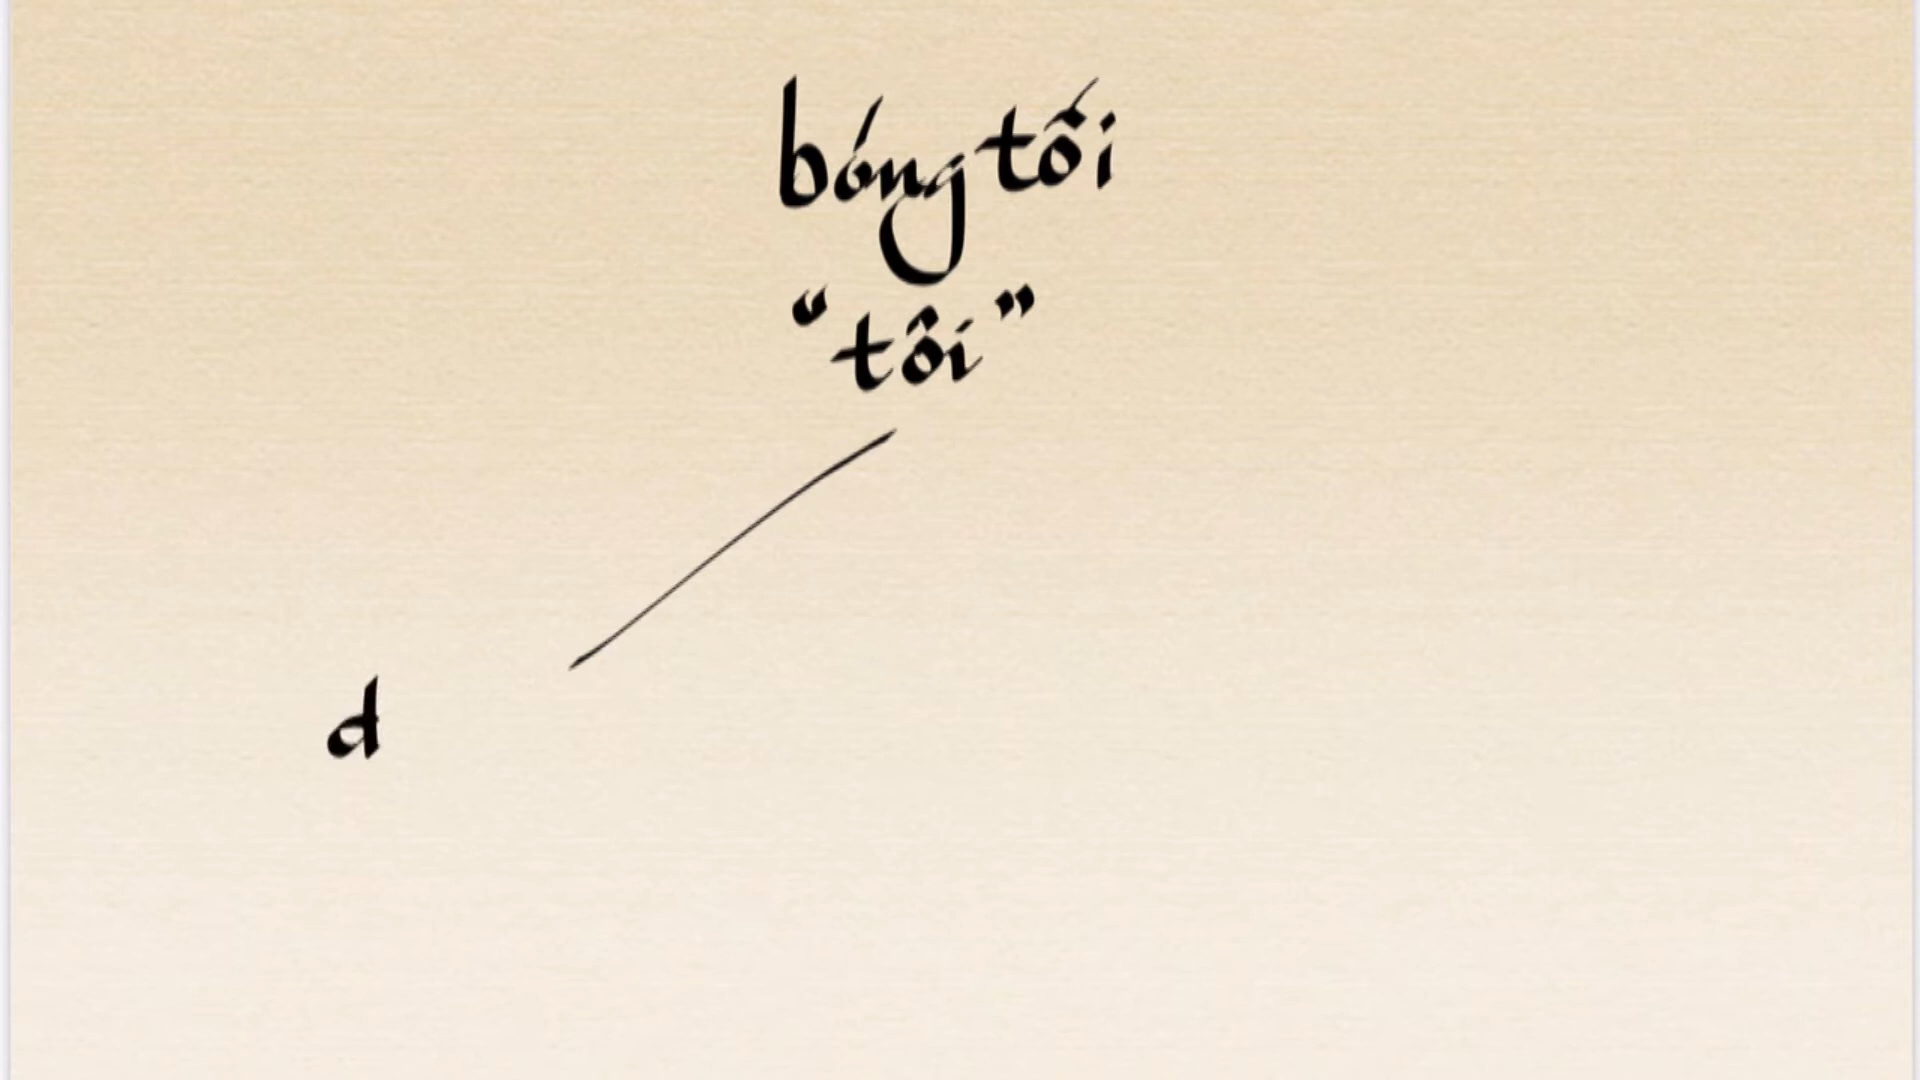 bóng tối
“tôi”
d